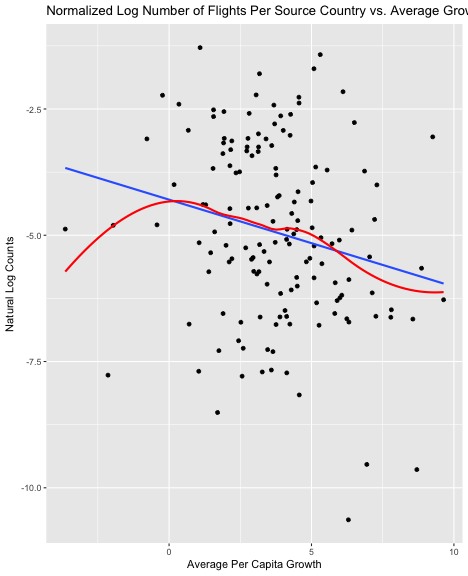 Normalized Log Number of Flights Per Source Country vs. Average Grow
Natural Log Counts
-2.5
-5.0
-7.5
-10.0
0
5
10
Average Per Capita Growth